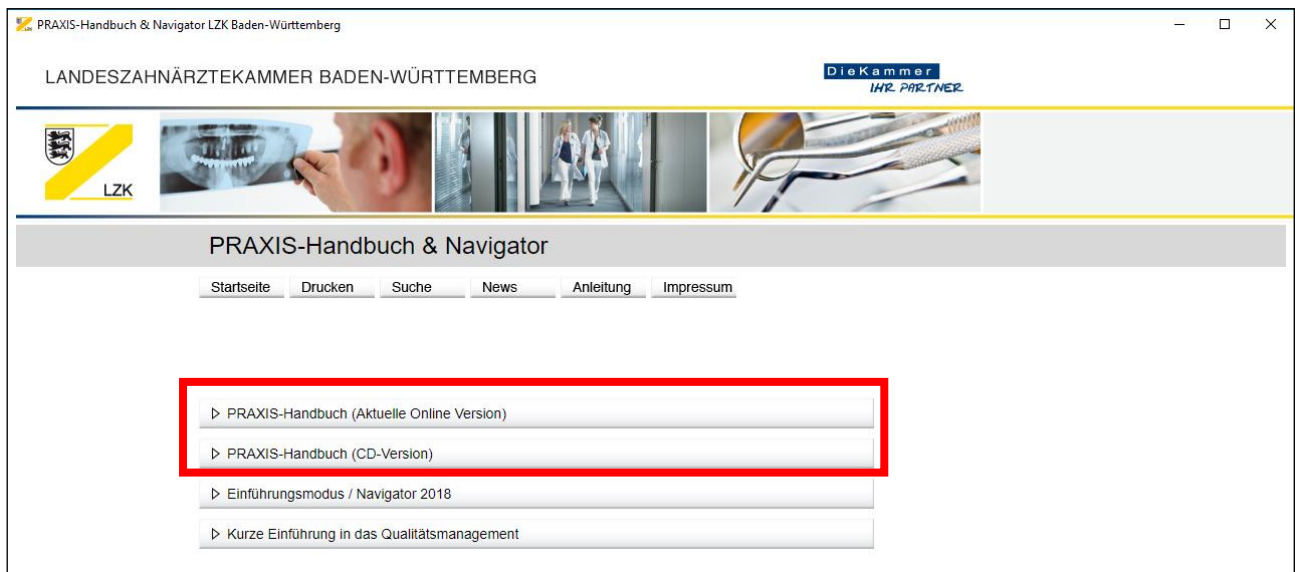 PRAXIS-Handbuch & Navigator LZK Baden-Württemberg
LANDESZAHNÄRZTEKAMMER BADEN-WÜRTTEMBERG
DieKammer
IHR PARTNER
LZK
PRAXIS-Handbuch & Navigator
Startseite Drucken Suche News Anleitung Impressum
PRAXIS-Handbuch (Aktuelle Online Version)
PRAXIS-Handbuch (CD-Version)
Einführungsmodus / Navigator 2018
Kurze Einführung in das Qualitätsmanagement